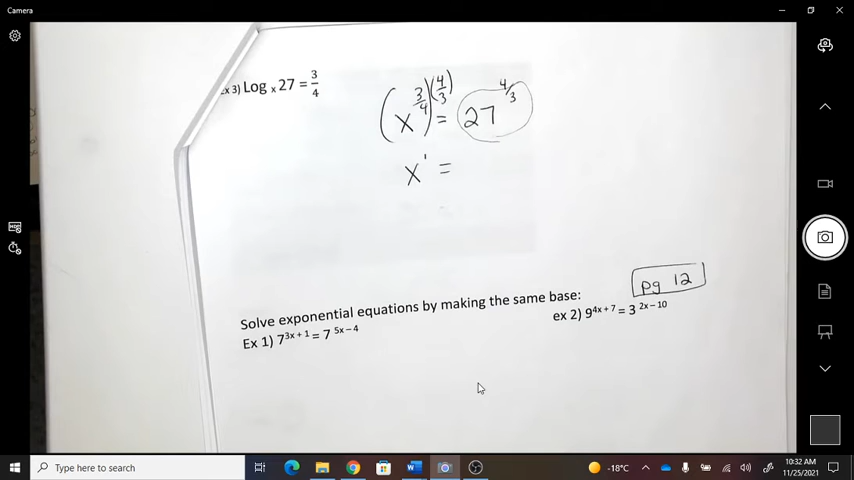 Camera
x 3) Log x 27 = 3/4
(x^3/4)^(4/3) = 27^4/3
x^1 =
pg 12
Solve exponential equations by making the same base:
Ex 1) 7^3x + 1 = 7^5x – 4
ex 2) 9^4x + 7 = 3^2x – 10
Type here to search
-18°C
10:32 AM
11/25/2021